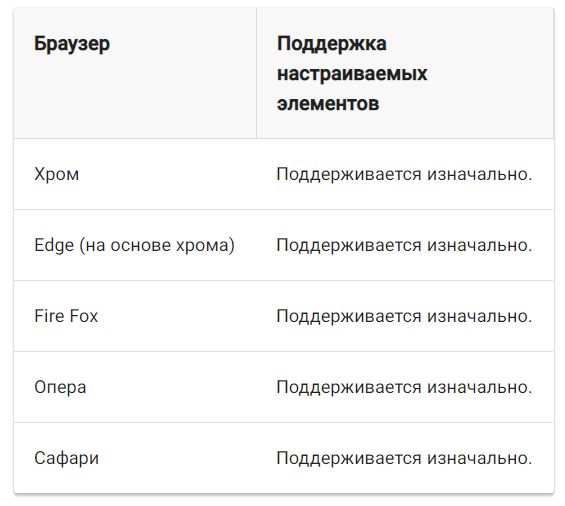 Браузер
Поддержка
настраиваемых
элементов
Хром
Поддерживается изначально.
Edge (на основе хрома)
Поддерживается изначально.
Fire Fox
Поддерживается изначально.
Опера
Поддерживается изначально.
Сафари
Поддерживается изначально.